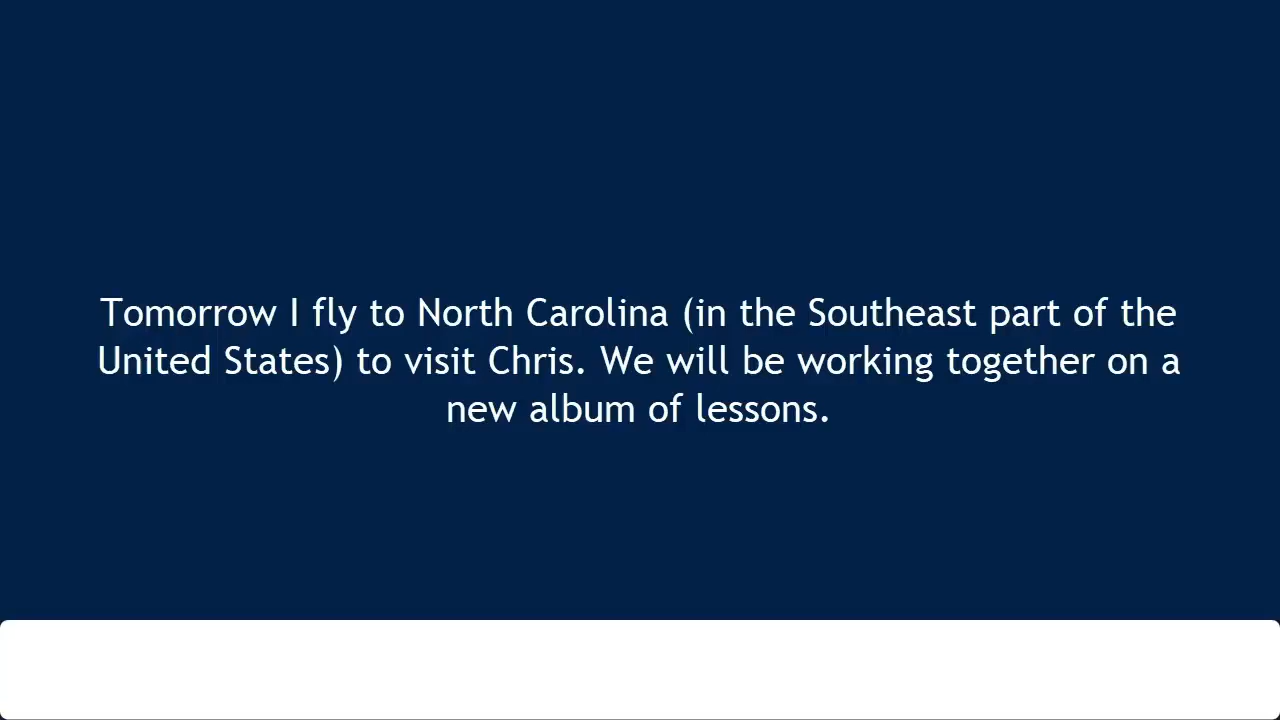 Tomorrow I fly to North Carolina (in the Southeast part of the
United States) to visit Chris. We will be working together on a
new album of lessons.